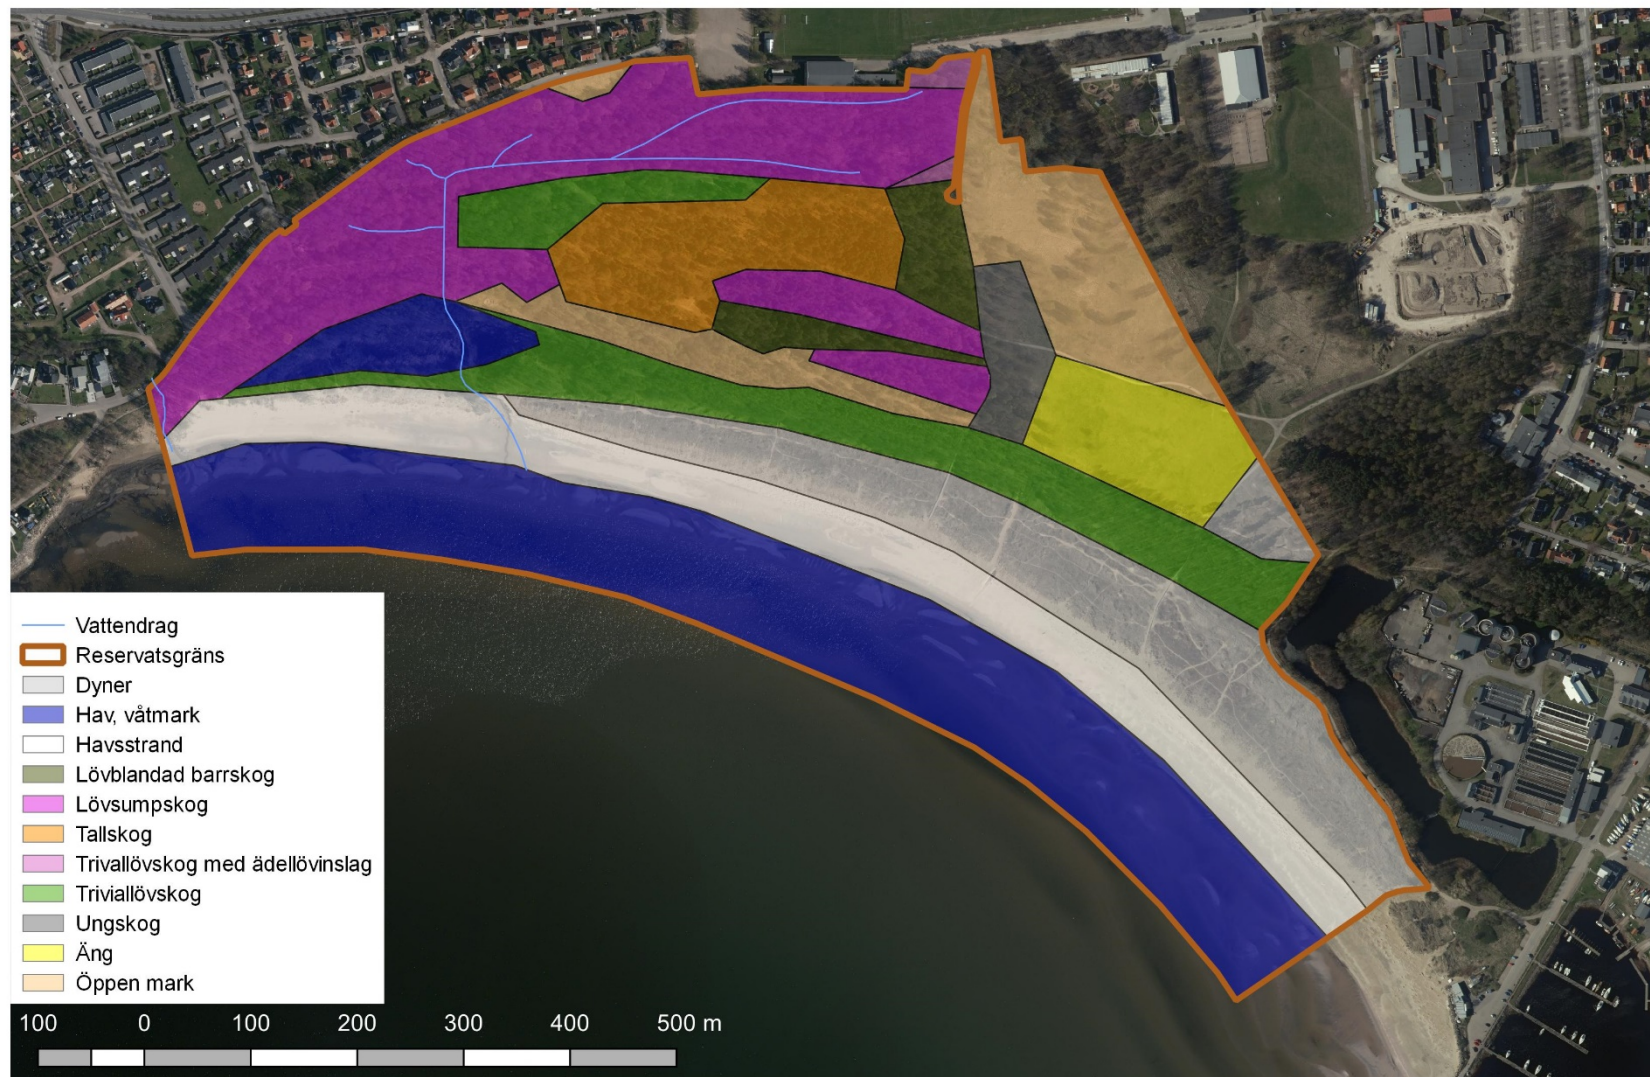 Vattendrag
Reservatsgräns
Dyner
Hav, våtmark
Havsstrand
Lövblandad barrskog
Lövsumpskog
Tallskog
Trivallövskog med ädellövinslag
Triviallövskog
Ungskog
Äng
Öppen mark
100 0 100 200 300 400 500 m